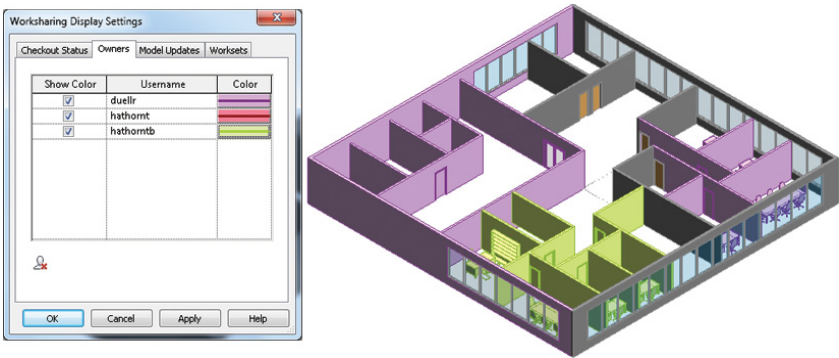 Worksharing Display Settings
Checkout Status Owners Model Updates Worksets
Show Color Username Color
duellr
hathornt
hathorntb
OK Cancel Apply Help